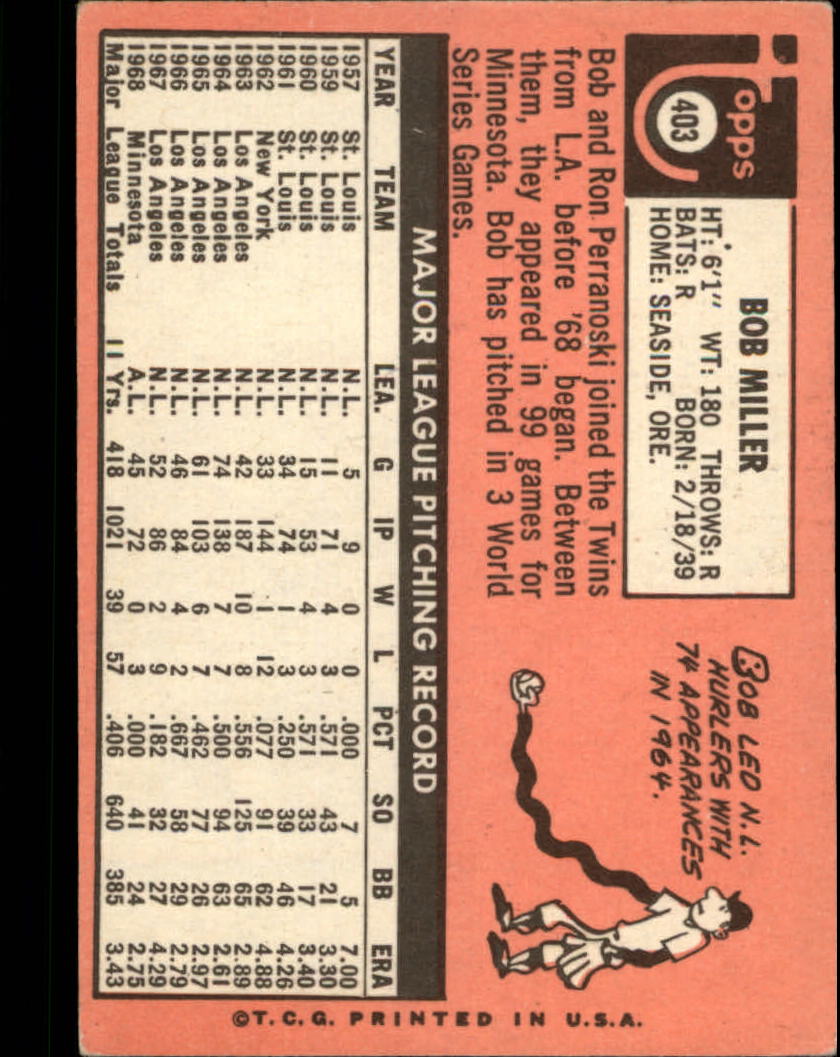 Topps
403
BOB MILLER
HT: 6'1" WT: 180 THROWS: R
BATS: R BORN: 2/18/39
HOME: SEASIDE, ORE.
Bob and Ron Perranoski joined the Twins
from L.A. before '68 began. Between
them, they appeared in 99 games for
Minnesota. Bob has pitched in 3 World
Series Games.
BOB LED N.L.
HURLERS WITH
74 APPEARANCES
IN 1964.
MAJOR LEAGUE PITCHING RECORD
YEAR TEAM LEA. G IP W L PCT SO BB ERA
1957 St. Louis N.L. 5 9 0 0 .000 7 5 7.00
1959 St. Louis N.L. 11 71 4 3 .571 43 21 3.30
1960 St. Louis N.L. 15 53 4 3 .571 33 17 3.40
1961 St. Louis N.L. 34 74 1 3 .250 39 46 4.26
1962 New York N.L. 33 144 1 12 .077 91 62 4.88
1963 Los Angeles N.L. 42 187 10 8 .556 125 65 2.89
1964 Los Angeles N.L. 74 138 7 7 .500 94 63 2.61
1965 Los Angeles N.L. 61 103 6 7 .462 77 26 2.97
1966 Los Angeles N.L. 46 84 4 2 .667 58 29 2.79
1967 Los Angeles N.L. 52 86 2 9 .182 32 27 4.29
1968 Minnesota A.L. 45 72 0 3 .000 41 24 2.75
Major League Totals 11 Yrs. 418 1021 39 57 .406 640 385 3.43
©T.C.G. PRINTED IN U.S.A.